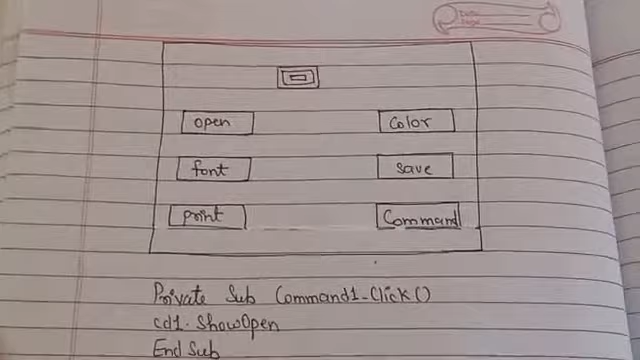 open Color
font save
print Command
Private Sub Command1_Click()
cd1.ShowOpen
End Sub